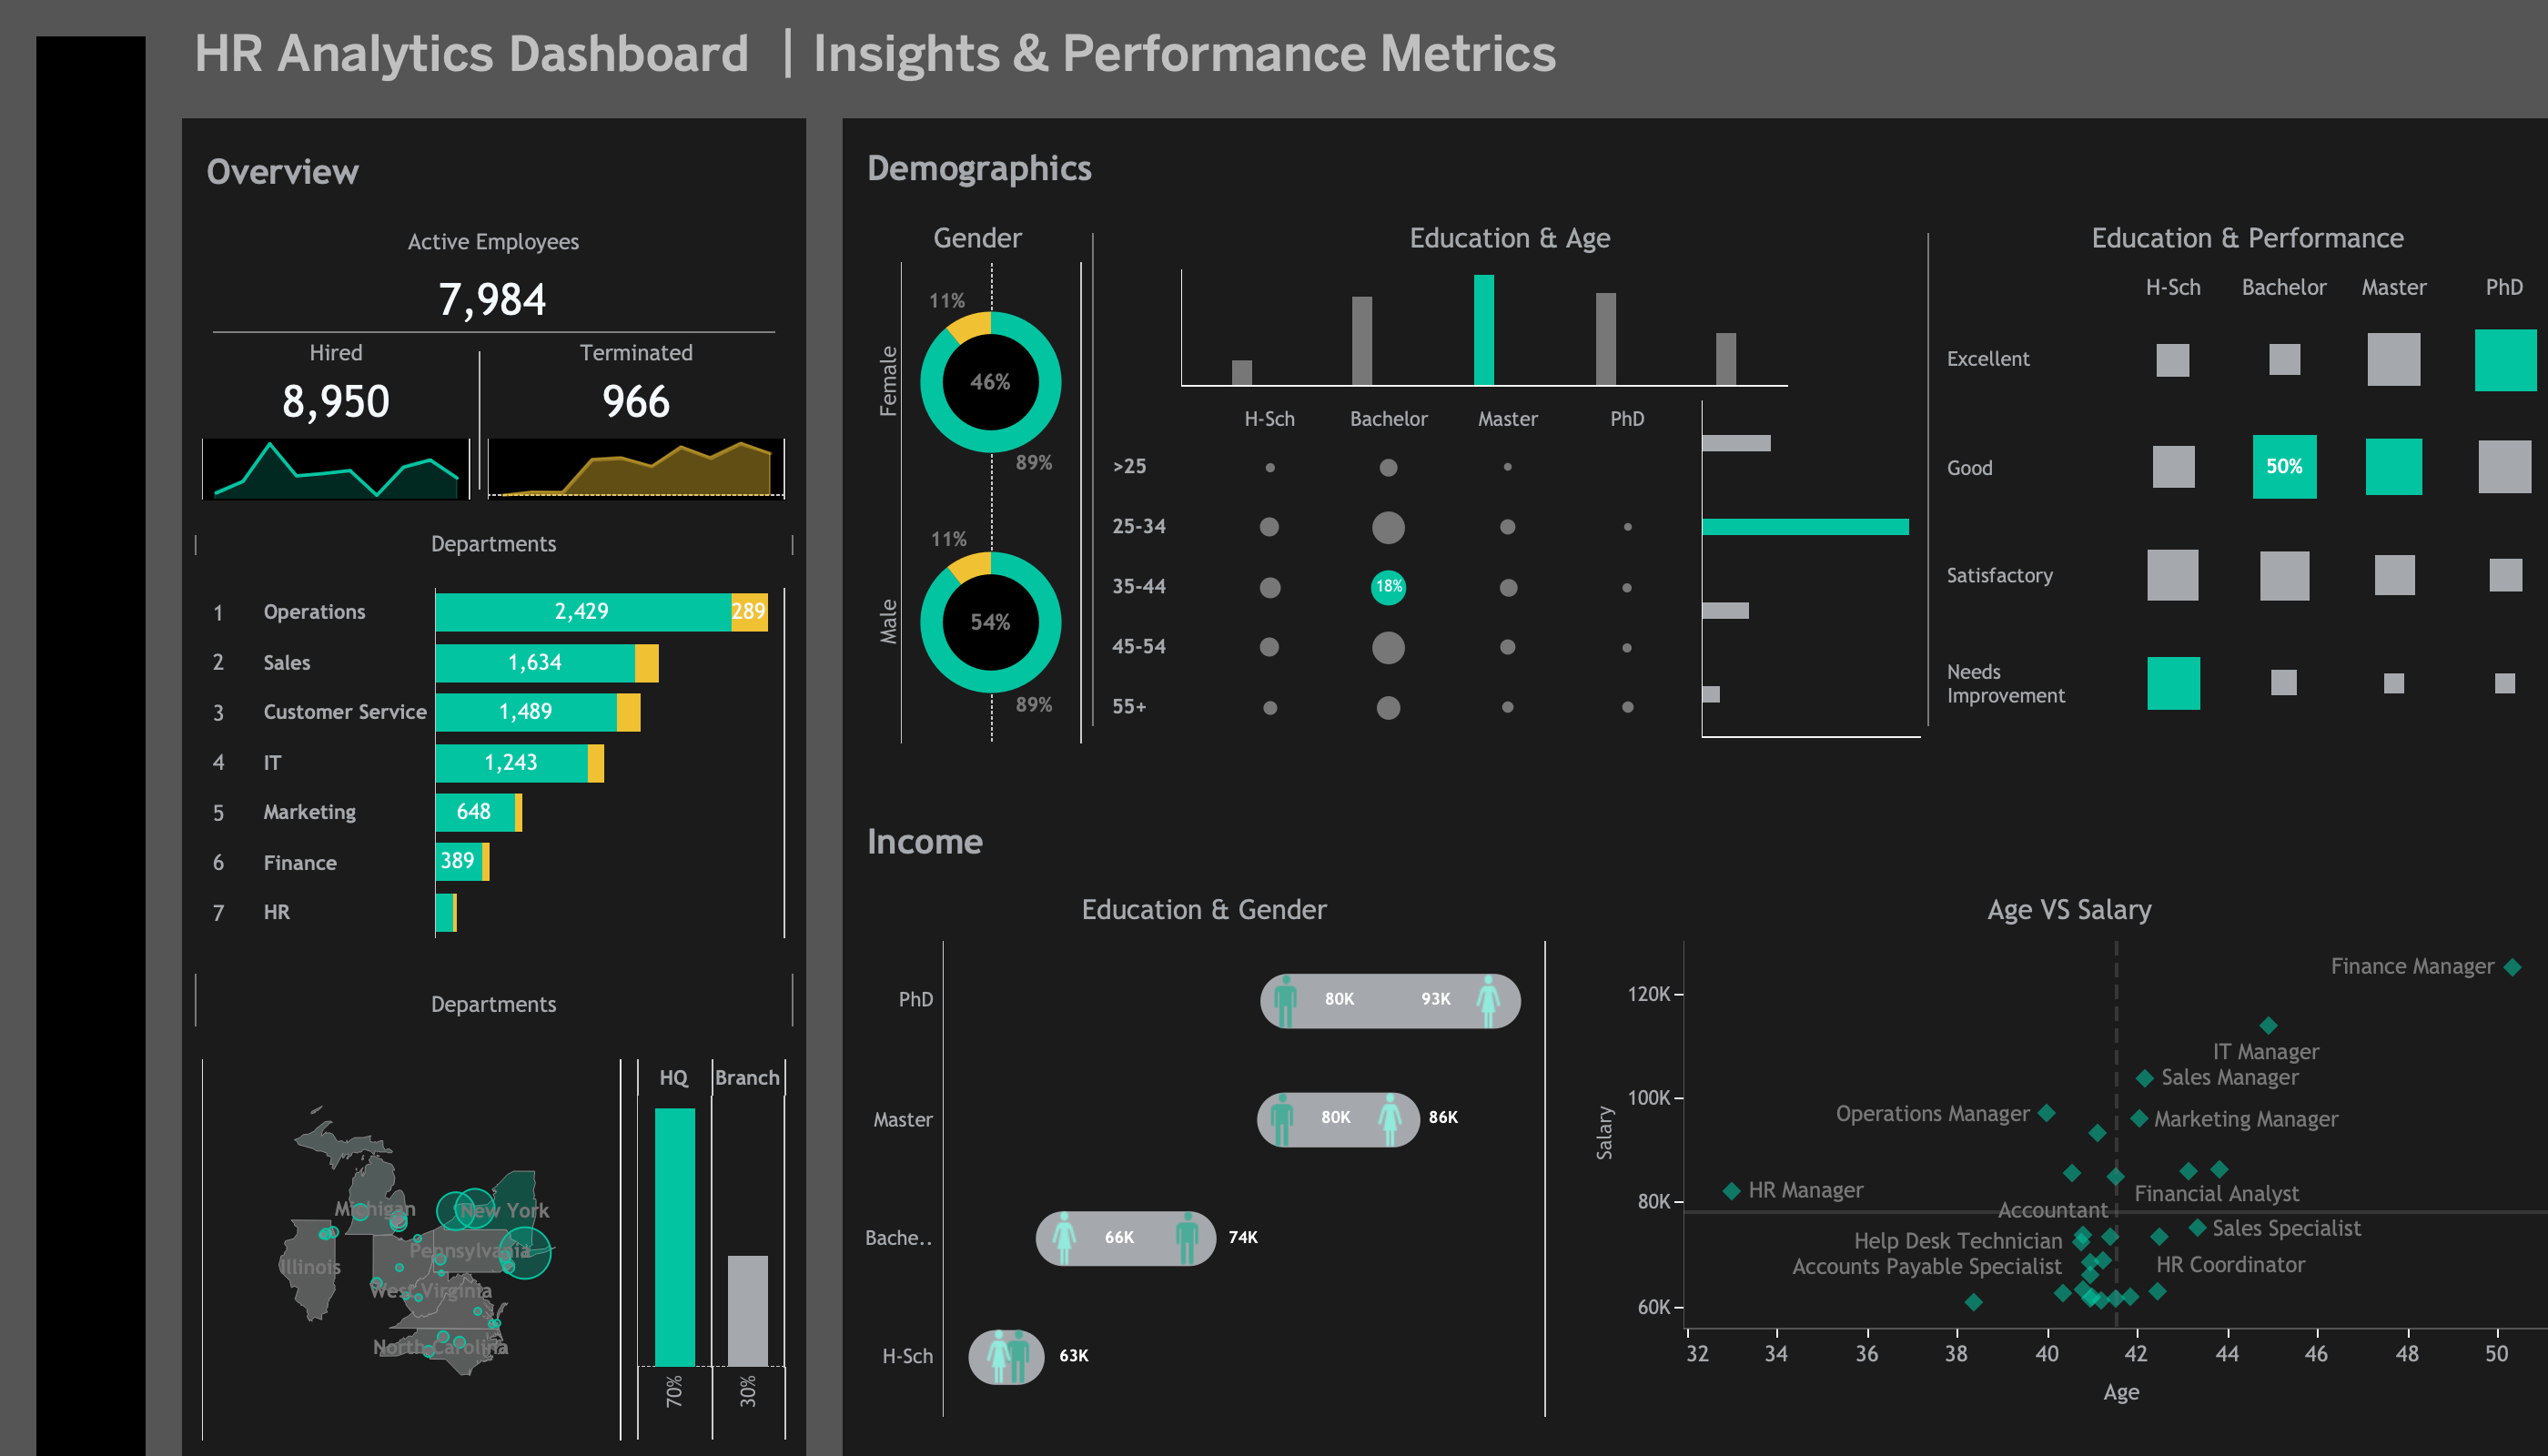 HR Analytics Dashboard | Insights & Performance Metrics
Overview
Active Employees
7,984
Hired
8,950
Terminated
966
Departments
1 Operations 2,429 289
2 Sales 1,634
3 Customer Service 1,489
4 IT 1,243
5 Marketing 648
6 Finance 389
7 HR
Departments
Michigan
New York
Pennsylvania
Illinois
West Virginia
North Carolina
HQ Branch
70% 30%
Demographics
Gender
Female
11%
46%
89%
Male
11%
54%
89%
Education & Age
H-Sch Bachelor Master PhD
>25
25-34
35-44 18%
45-54
55+
Education & Performance
H-Sch Bachelor Master PhD
Excellent
Good 50%
Satisfactory
Needs
Improvement
Income
Education & Gender
PhD 80K 93K
Master 80K 86K
Bache.. 66K 74K
H-Sch 63K
Age VS Salary
Salary
120K
100K
80K
60K
Finance Manager
IT Manager
Sales Manager
Operations Manager
Marketing Manager
HR Manager
Financial Analyst
Accountant
Sales Specialist
Help Desk Technician
HR Coordinator
Accounts Payable Specialist
32 34 36 38 40 42 44 46 48 50
Age